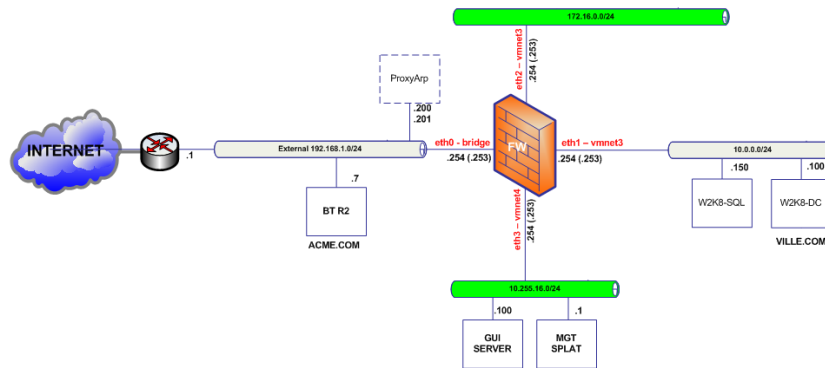 172.16.0.0/24
eth2 – vmnet3
.254 (.253)
ProxyArp
.200
.201
INTERNET
.1
External 192.168.1.0/24
eth0 - bridge
.254 (.253)
FW
eth1 – vmnet3
.254 (.253)
10.0.0.0/24
.150
.100
W2K8-SQL
W2K8-DC
VILLE.COM
.7
BT R2
ACME.COM
eth3 – vmnet4
.254 (.253)
10.255.16.0/24
.100
.1
GUI
SERVER
MGT
SPLAT